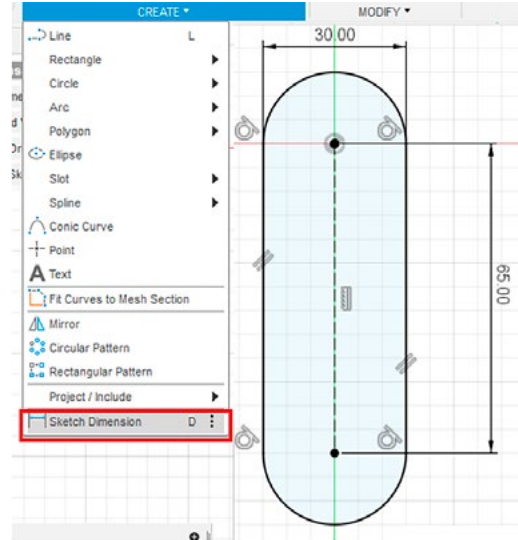 CREATE
MODIFY
Line L
Rectangle
Circle
Arc
Polygon
Ellipse
Slot
Spline
Conic Curve
Point
A Text
Fit Curves to Mesh Section
Mirror
Circular Pattern
Rectangular Pattern
Project / Include
Sketch Dimension D
30.00
65.00